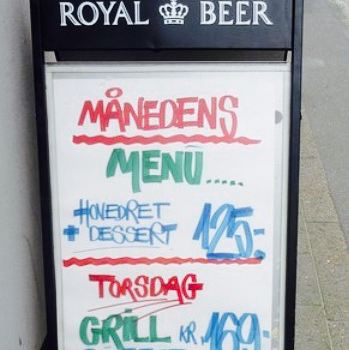 ROYAL BEER
MÅNEDENS
MENU.....
HOVEDRET
+ DESSERT 125.-
TORSDAG
GRILL KR. 169.-